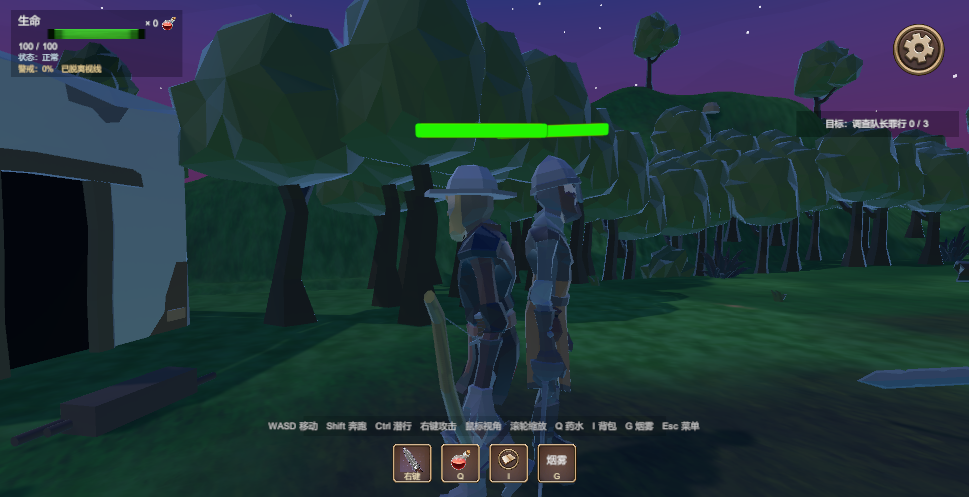 生命
× 0
100 / 100
状态：正常
警戒：0% 已脱离视线
目标：调查队长罪行 0 / 3
WASD 移动 Shift 奔跑 Ctrl 潜行 右键攻击 鼠标视角 滚轮缩放 Q 药水 I 背包 G 烟雾 Esc 菜单
右键
Q
I
烟雾
G